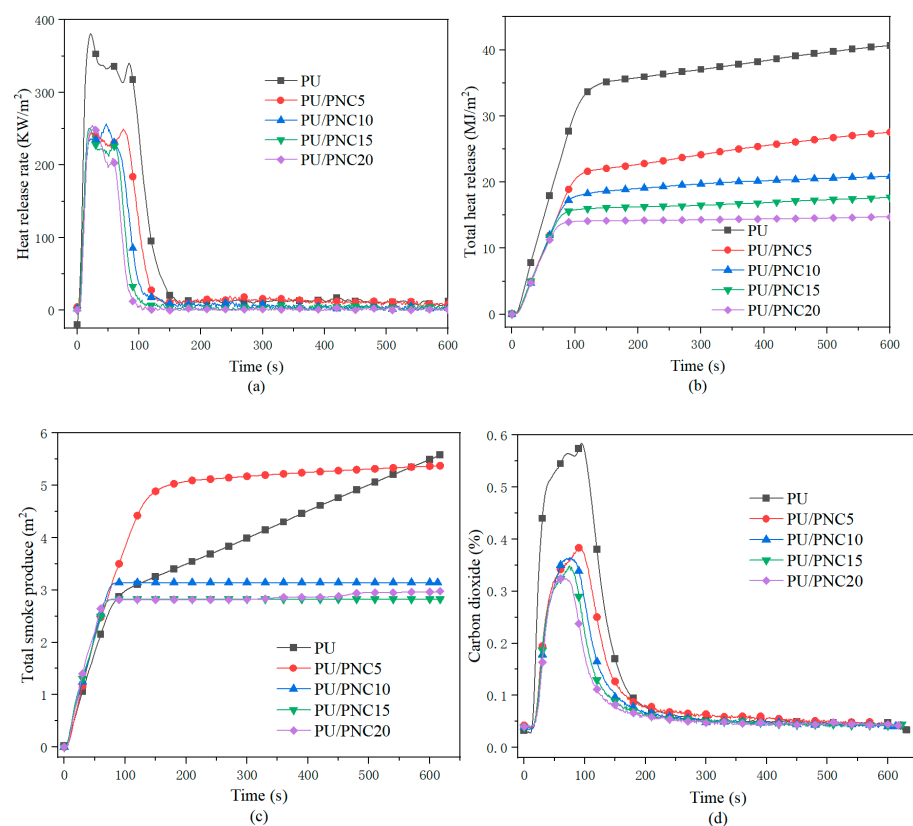 400
300
200
100
0
0
100
200
300
400
500
600
Heat release rate (KW/m²)
Time (s)
PU
PU/PNC5
PU/PNC10
PU/PNC15
PU/PNC20
(a)
40
30
20
10
0
0
100
200
300
400
500
600
Total heat release (MJ/m²)
Time (s)
PU
PU/PNC5
PU/PNC10
PU/PNC15
PU/PNC20
(b)
6
5
4
3
2
1
0
0
100
200
300
400
500
600
Total smoke produce (m²)
Time (s)
PU
PU/PNC5
PU/PNC10
PU/PNC15
PU/PNC20
(c)
0.6
0.5
0.4
0.3
0.2
0.1
0.0
0
100
200
300
400
500
600
Carbon dioxide (%)
Time (s)
PU
PU/PNC5
PU/PNC10
PU/PNC15
PU/PNC20
(d)